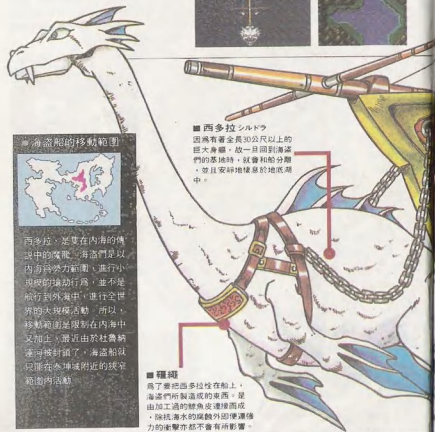 ■西多拉シルドラ
因為有著全長30公尺以上的
巨大身軀，故一旦回到海盜
們的基地時，就會和船分離
，並且安靜地棲息於地底湖
中。
■海盜船的移動範圍
西多拉，是隻在內海的傳
說中的魔龍。海盜們是以
內海為勢力範圍，進行小
規模的搶劫行為，並不是
航行到外海中，進行全世
界的大規模活動。所以，
移動範圍是限制在內海中
又加上，最近由於杜魯納
運河被封鎖了，海盜船就
只能在泰坤城附近的狹窄
範圍內活動
■礓繩
為了要把西多拉栓在船上，
海盜們所製造成的東西。是
由加工過的鯨魚皮連接而成
，除抗海水的腐蝕外即使遭強
力的衝擊亦都不會有所影響。